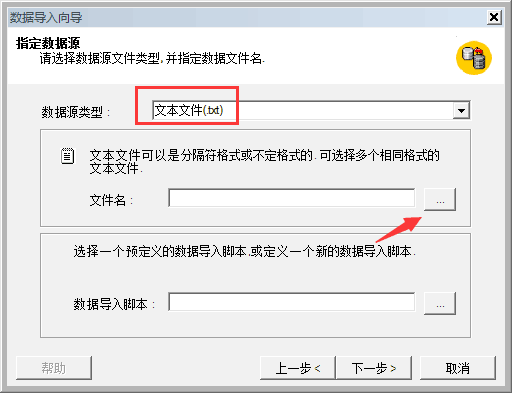 数据导入向导
指定数据源
请选择数据源文件类型,并指定数据文件名.
数据源类型：
文本文件(.txt)
文本文件可以是分隔符格式或不定格式的.可选择多个相同格式的
文本文件.
文件名：
...
选择一个预定义的数据导入脚本,或定义一个新的数据导入脚本.
数据导入脚本：
...
帮助
上一步 <
下一步 >
取消